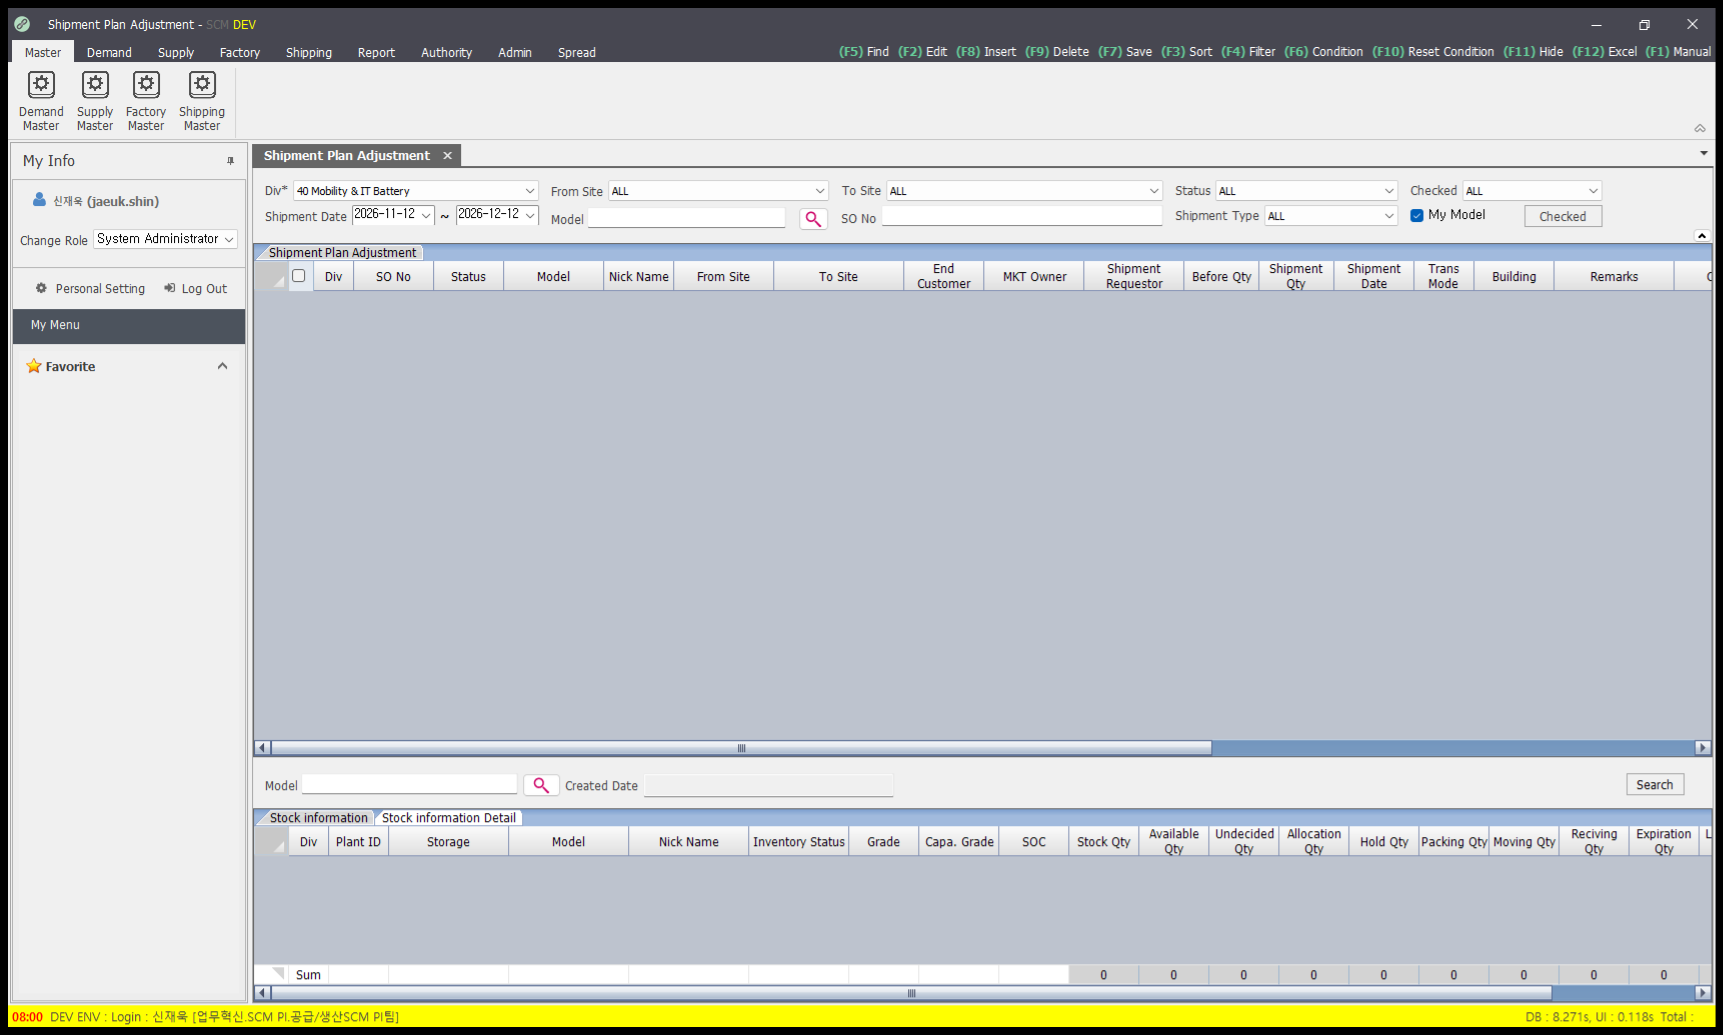 Shipment Plan Adjustment - SCM DEV
Master Demand Supply Factory Shipping Report Authority Admin Spread (F5) Find (F2) Edit (F8) Insert (F9) Delete (F7) Save (F3) Sort (F4) Filter (F6) Condition (F10) Reset Condition (F11) Hide (F12) Excel (F1) Manual
Demand Master Supply Master Factory Master Shipping Master
My Info
신재욱 (jaeuk.shin)
Change Role System Administrator
Personal Setting Log Out
My Menu
Favorite
Shipment Plan Adjustment
Div* 40 Mobility & IT Battery From Site ALL To Site ALL Status ALL Checked ALL
Shipment Date 2026-11-12 ~ 2026-12-12 Model SO No Shipment Type ALL My Model Checked
Shipment Plan Adjustment
Div SO No Status Model Nick Name From Site To Site End Customer MKT Owner Shipment Requestor Before Qty Shipment Qty Shipment Date Trans Mode Building Remarks
Model Created Date Search
Stock information Stock information Detail
Div Plant ID Storage Model Nick Name Inventory Status Grade Capa. Grade SOC Stock Qty Available Qty Undecided Qty Allocation Qty Hold Qty Packing Qty Moving Qty Reciving Qty Expiration Qty
Sum 0 0 0 0 0 0 0 0 0
08:00 DEV ENV : Login : 신재욱 [업무혁신.SCM PI.공급/생산SCM PI팀] DB : 8.271s, UI : 0.118s Total :